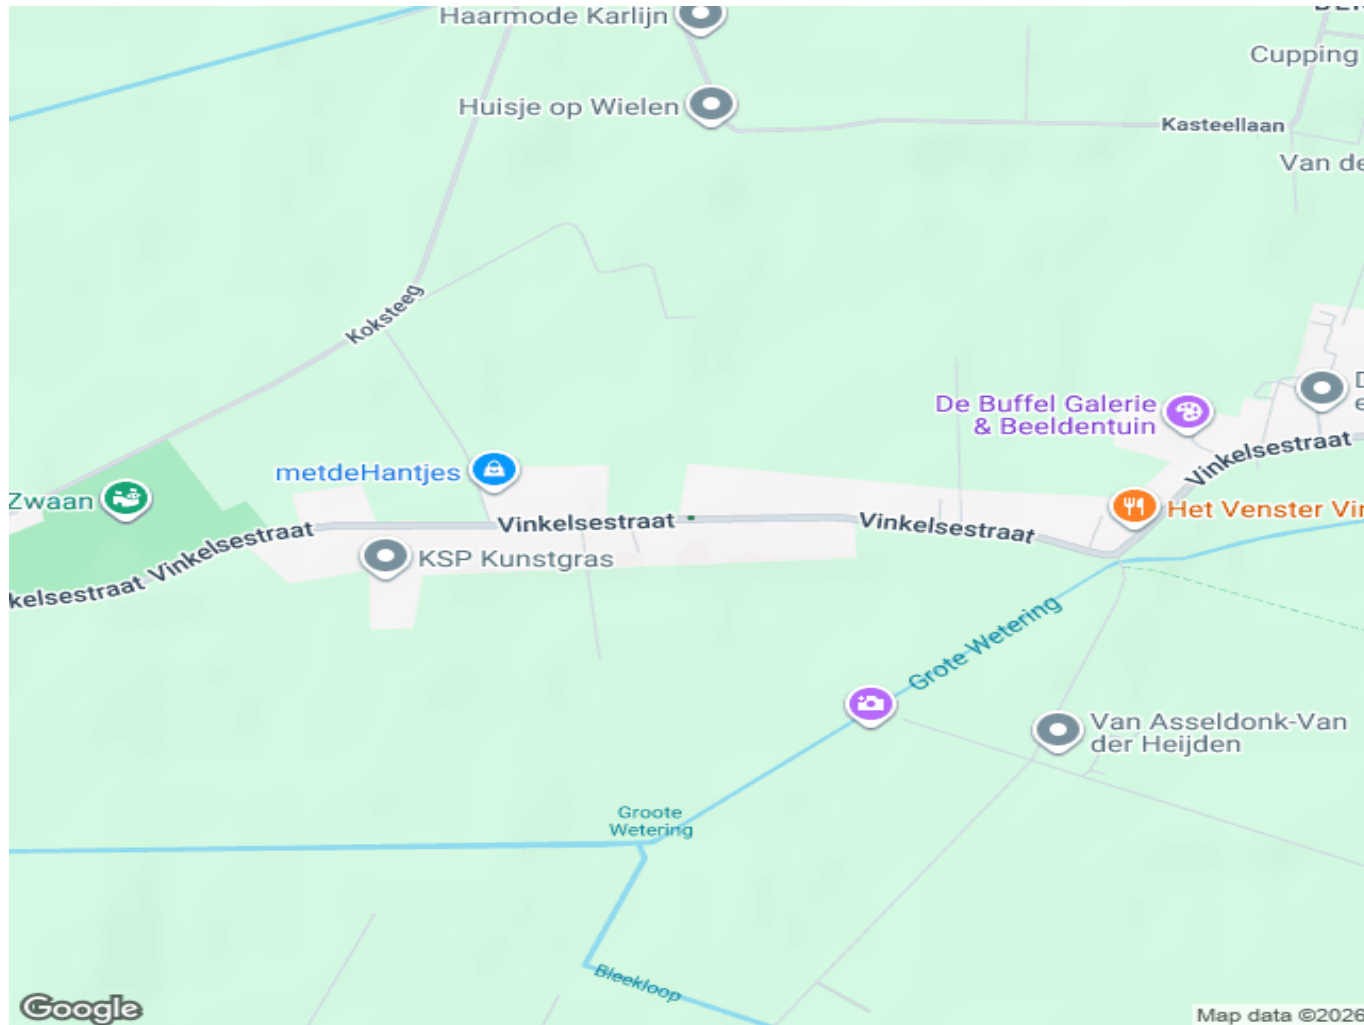 Haarmode Karlijn
Cupping
Huisje op Wielen
Kasteellaan
Van de
Koksteeg
De Buffel Galerie
& Beeldentuin
Vinkelsestraat
metdeHantjes
Zwaan
Het Venster Vin
Vinkelsestraat
Vinkelsestraat
Vinkelsestraat
KSP Kunstgras
kelsestraat
Grote Wetering
Van Asseldonk-Van
der Heijden
Groote
Wetering
Bleekloop
Google
Map data ©2026